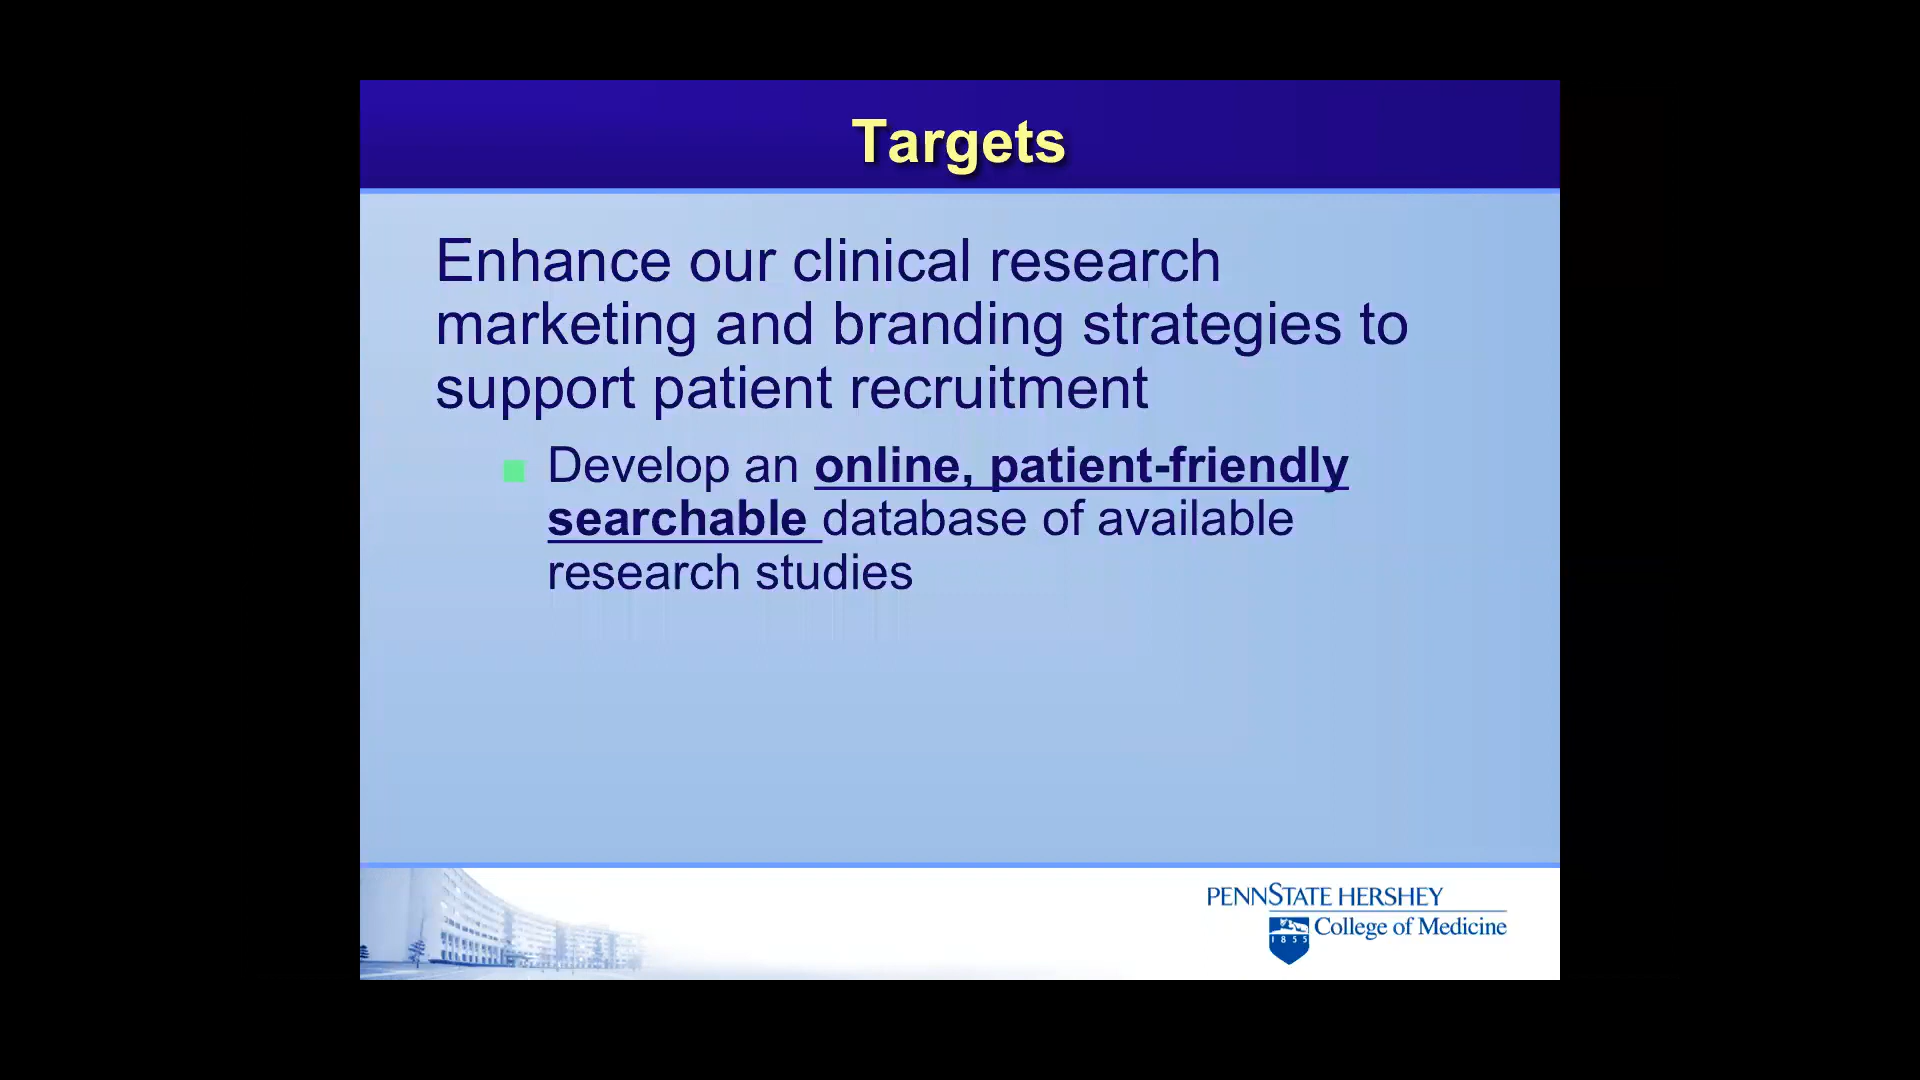 Targets
Enhance our clinical research
marketing and branding strategies to
support patient recruitment
Develop an online, patient-friendly
searchable database of available
research studies
PENNSTATE HERSHEY
College of Medicine
1855